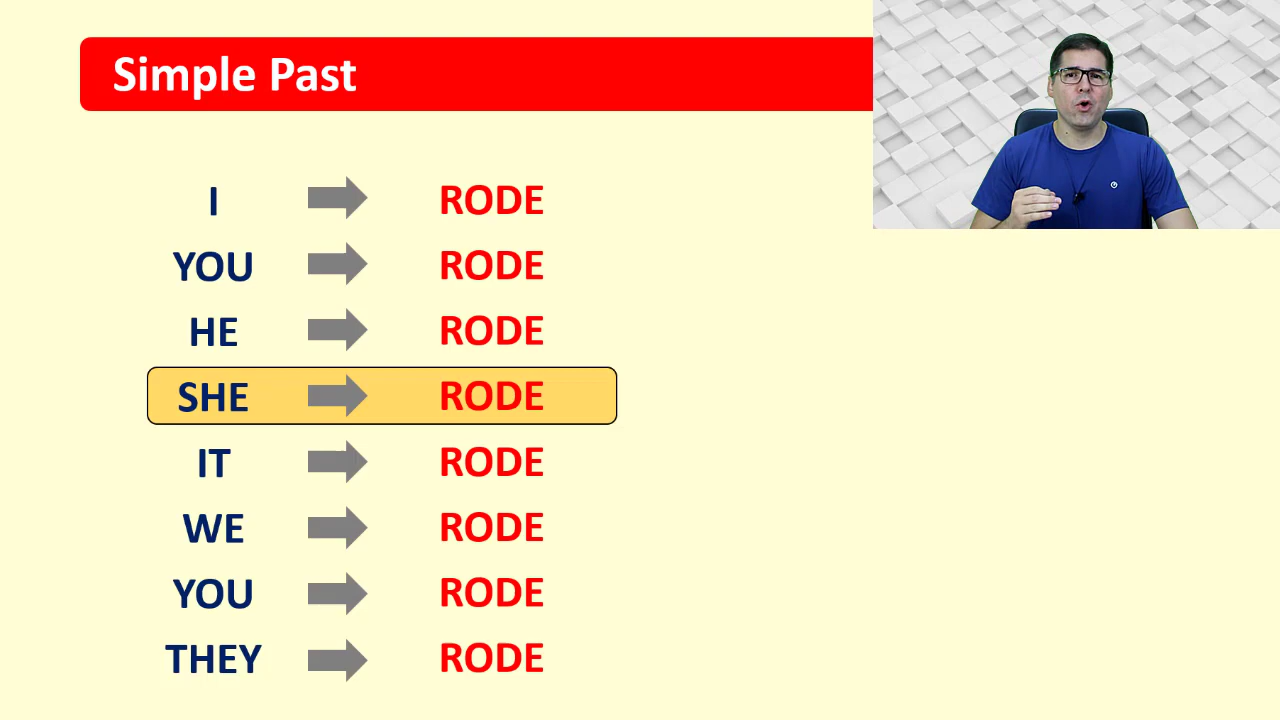 Simple Past
I RODE
YOU RODE
HE RODE
SHE RODE
IT RODE
WE RODE
YOU RODE
THEY RODE